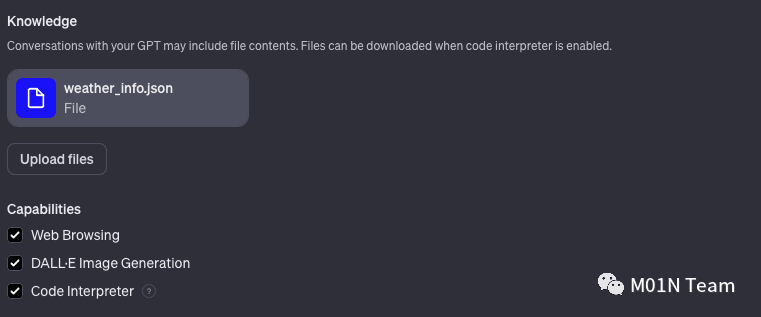 Knowledge
Conversations with your GPT may include file contents. Files can be downloaded when code interpreter is enabled.
weather_info.json
File
Upload files
Capabilities
Web Browsing
DALL·E Image Generation
Code Interpreter ?
M01N Team